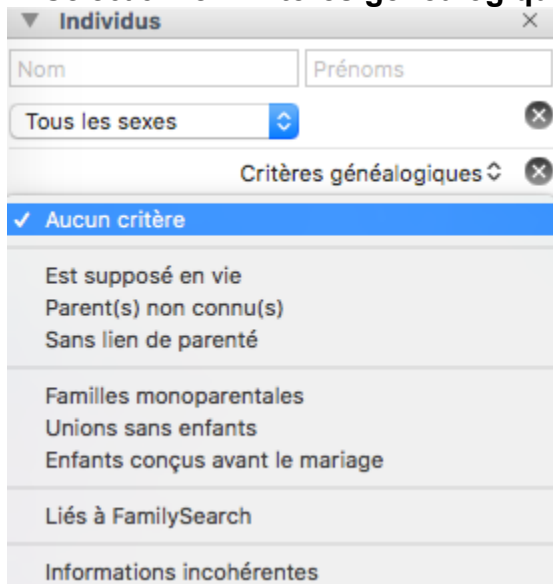 Individus
Nom Prénoms
Tous les sexes
Critères généalogiques
Aucun critère
Est supposé en vie
Parent(s) non connu(s)
Sans lien de parenté
Familles monoparentales
Unions sans enfants
Enfants conçus avant le mariage
Liés à FamilySearch
Informations incohérentes